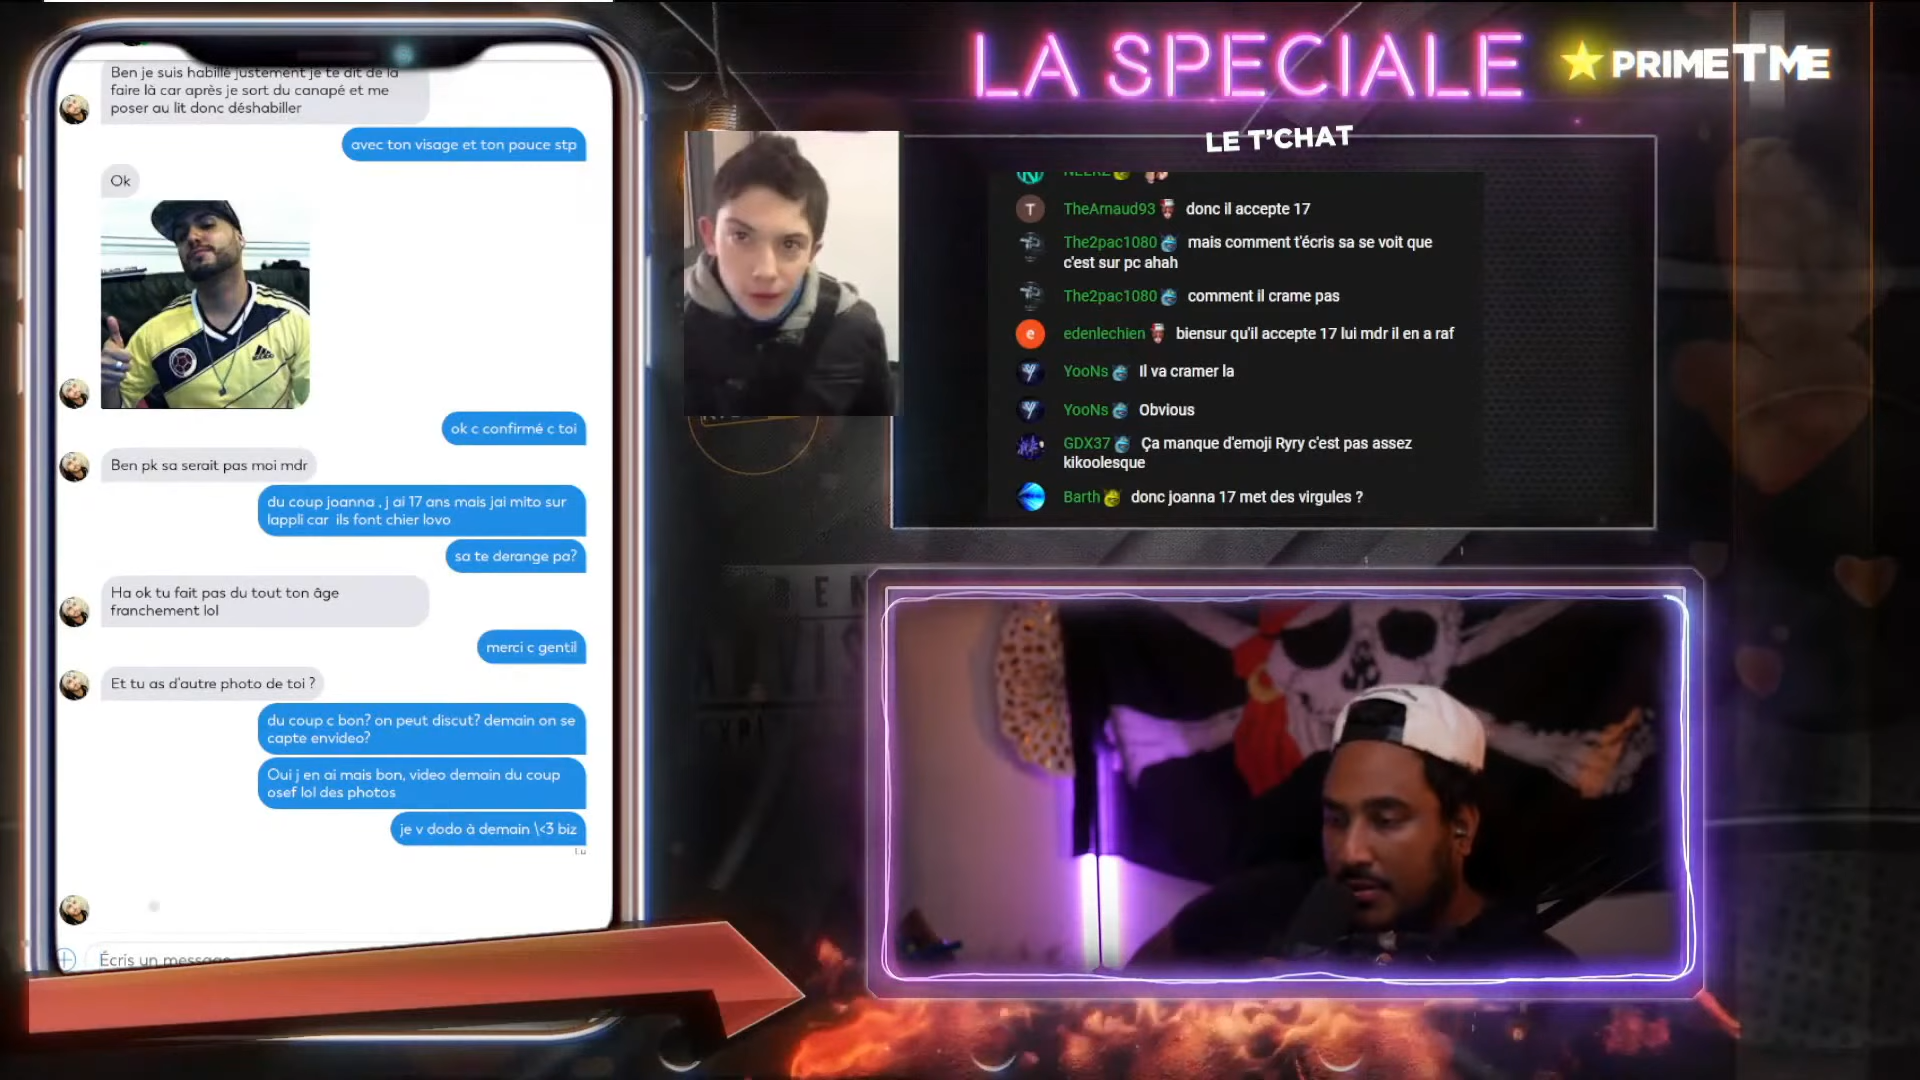 Ben je suis habillé justement je te dit de la
faire là car après je sort du canapé et me
poser au lit donc déshabiller
avec ton visage et ton pouce stp
Ok
ok c confirmé c toi
Ben pk sa serait pas moi mdr
du coup joanna , j ai 17 ans mais jai mito sur
lappli car ils font chier lovo
sa te derange pa?
Ha ok tu fait pas du tout ton âge
franchement lol
merci c gentil
Et tu as d'autre photo de toi ?
du coup c bon? on peut discut? demain on se
capte envideo?
Oui j en ai mais bon, video demain du coup
osef lol des photos
je v dodo à demain \<3 biz
Lu
Écris un message
LA SPECIALE
PRIMETME
LE T'CHAT
TheArnaud93 donc il accepte 17
The2pac1080 mais comment t'écris sa se voit que
c'est sur pc ahah
The2pac1080 comment il crame pas
edenlechien biensur qu'il accepte 17 lui mdr il en a raf
YooNs Il va cramer la
YooNs Obvious
GDX37 Ça manque d'emoji Ryry c'est pas assez
kikoolesque
Barth donc joanna 17 met des virgules ?